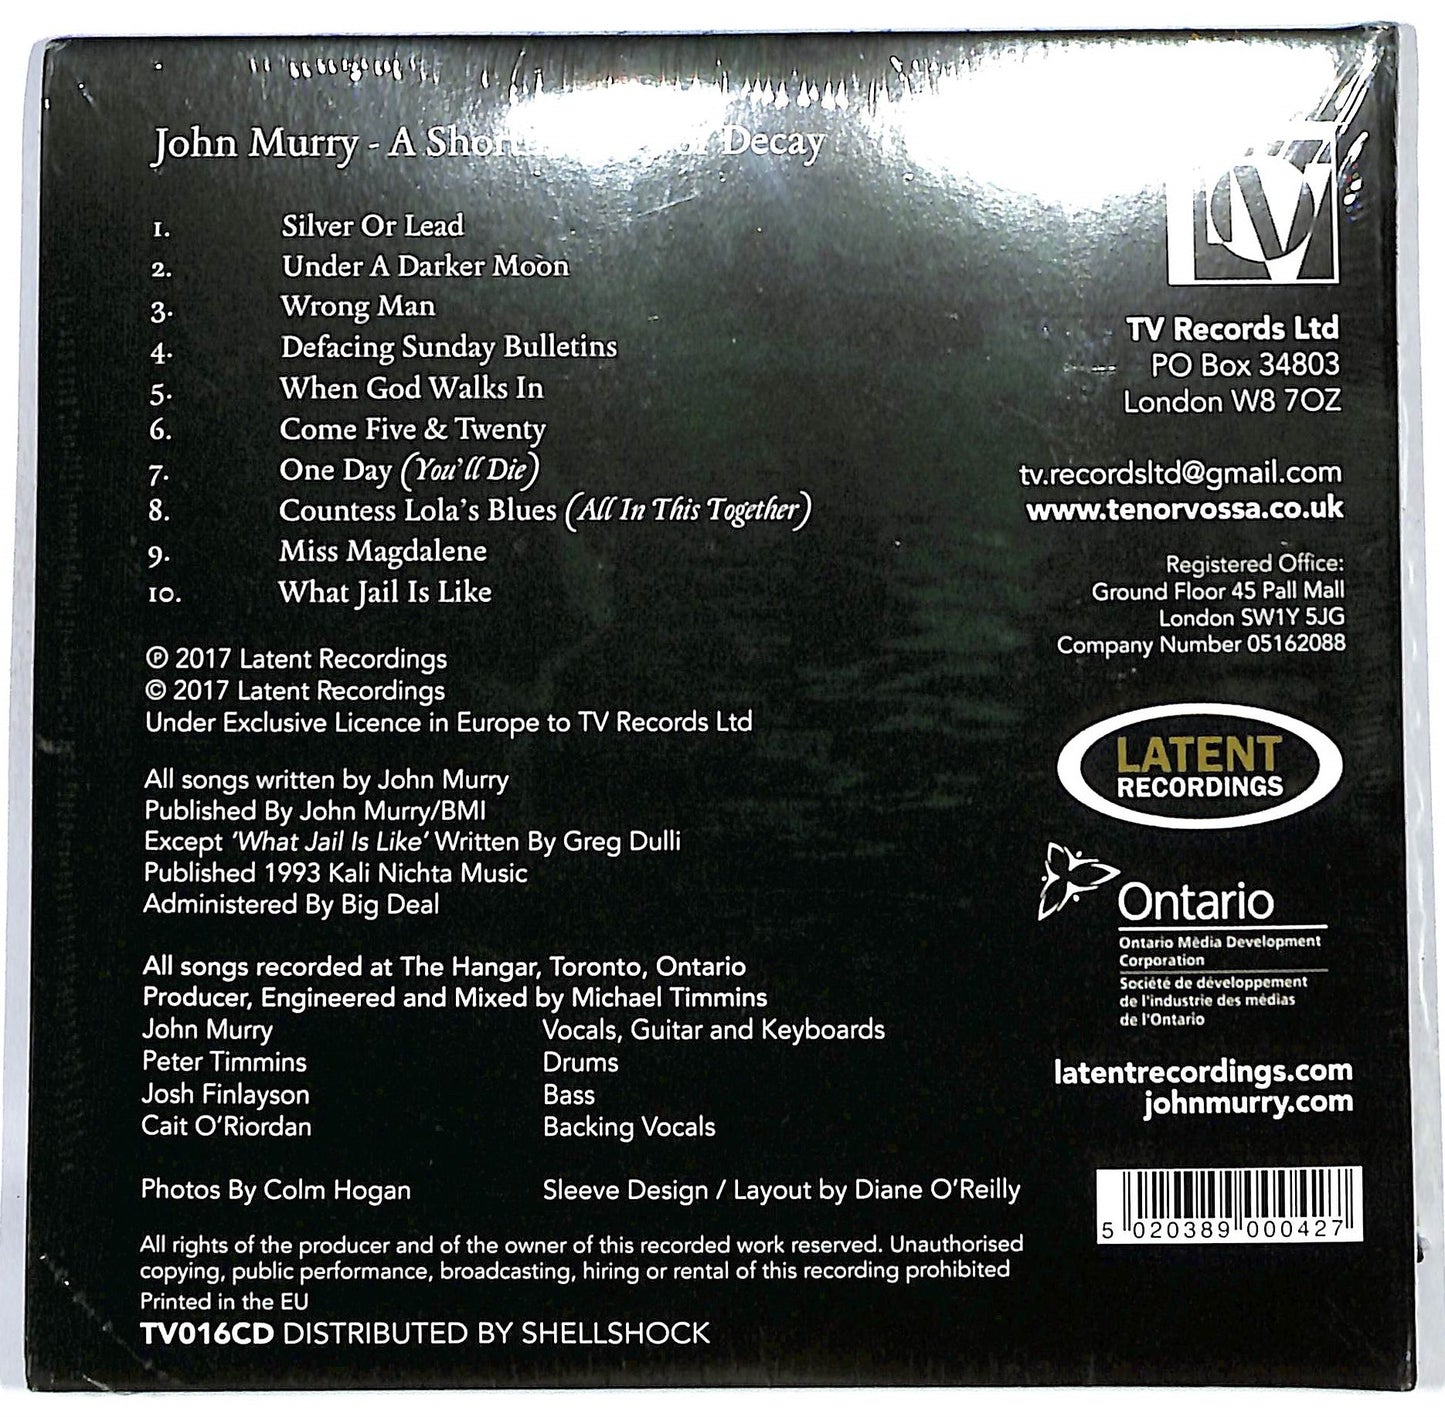 John Murry - A Short of Decay
1. Silver Or Lead
2. Under A Darker Moon
3. Wrong Man
4. Defacing Sunday Bulletins
5. When God Walks In
6. Come Five & Twenty
7. One Day (You'll Die)
8. Countess Lola's Blues (All In This Together)
9. Miss Magdalene
10. What Jail Is Like
℗ 2017 Latent Recordings
© 2017 Latent Recordings
Under Exclusive Licence in Europe to TV Records Ltd
All songs written by John Murry
Published By John Murry/BMI
Except 'What Jail Is Like' Written By Greg Dulli
Published 1993 Kali Nichta Music
Administered By Big Deal
All songs recorded at The Hangar, Toronto, Ontario
Producer, Engineered and Mixed by Michael Timmins
John Murry Vocals, Guitar and Keyboards
Peter Timmins Drums
Josh Finlayson Bass
Cait O'Riordan Backing Vocals
Photos By Colm Hogan Sleeve Design / Layout by Diane O'Reilly
All rights of the producer and of the owner of this recorded work reserved. Unauthorised
copying, public performance, broadcasting, hiring or rental of this recording prohibited
Printed in the EU
TV016CD DISTRIBUTED BY SHELLSHOCK
TV
TV Records Ltd
PO Box 34803
London W8 7OZ
tv.recordsltd@gmail.com
www.tenorvossa.co.uk
Registered Office:
Ground Floor 45 Pall Mall
London SW1Y 5JG
Company Number 05162088
LATENT
RECORDINGS
Ontario
Ontario Media Development
Corporation
Société de développement
de l'industrie des médias
de l'Ontario
latentrecordings.com
johnmurry.com
5 020389 000427